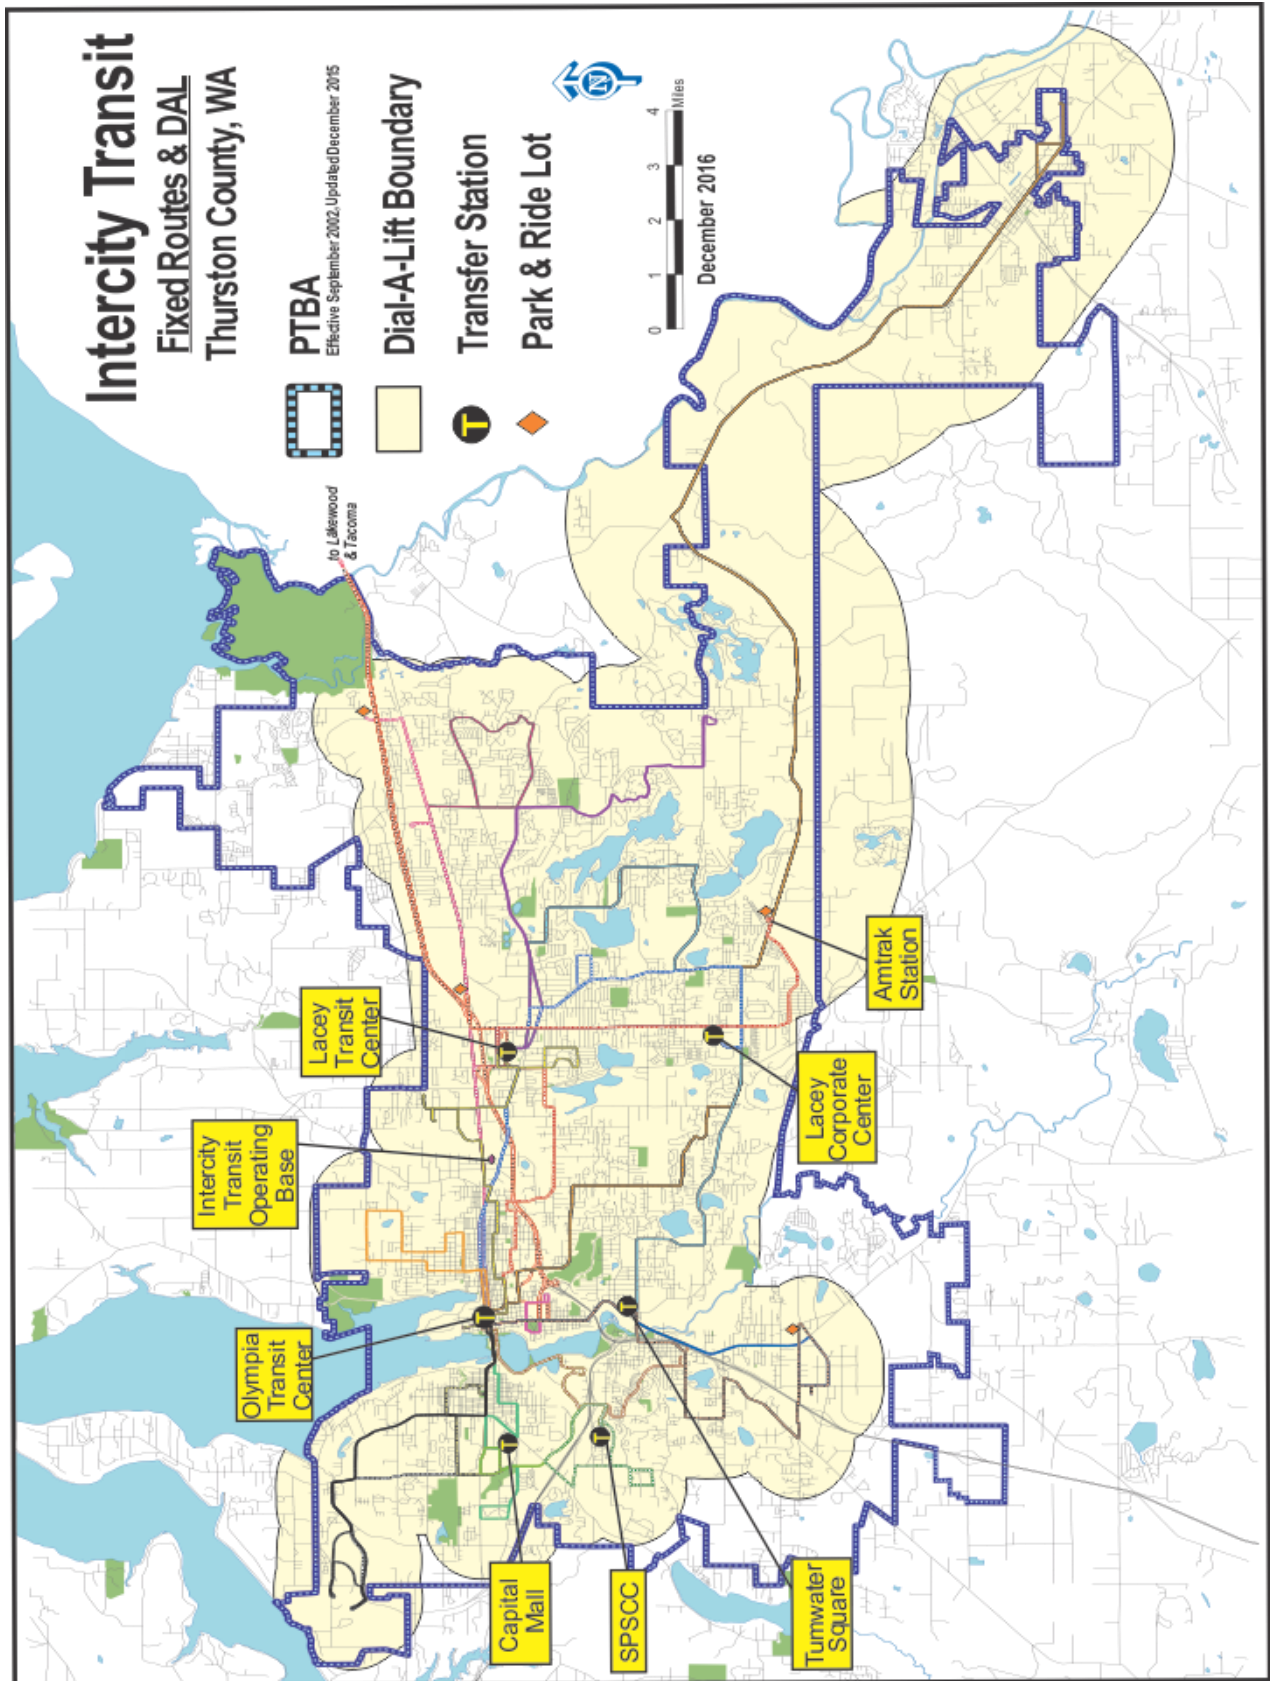 Intercity Transit
Fixed Routes & DAL
Thurston County, WA
PTBA
Effective September 2002, Updated December 2015
Dial-A-Lift Boundary
T
Transfer Station
Park & Ride Lot
N
0 1 2 3 4
Miles
December 2016
to Lakewood
& Tacoma
Lacey
Transit
Center
Intercity
Transit
Operating
Base
Olympia
Transit
Center
Amtrak
Station
Lacey
Corporate
Center
Capital
Mall
SPSCC
Tumwater
Square
T
T
T
T
T
T